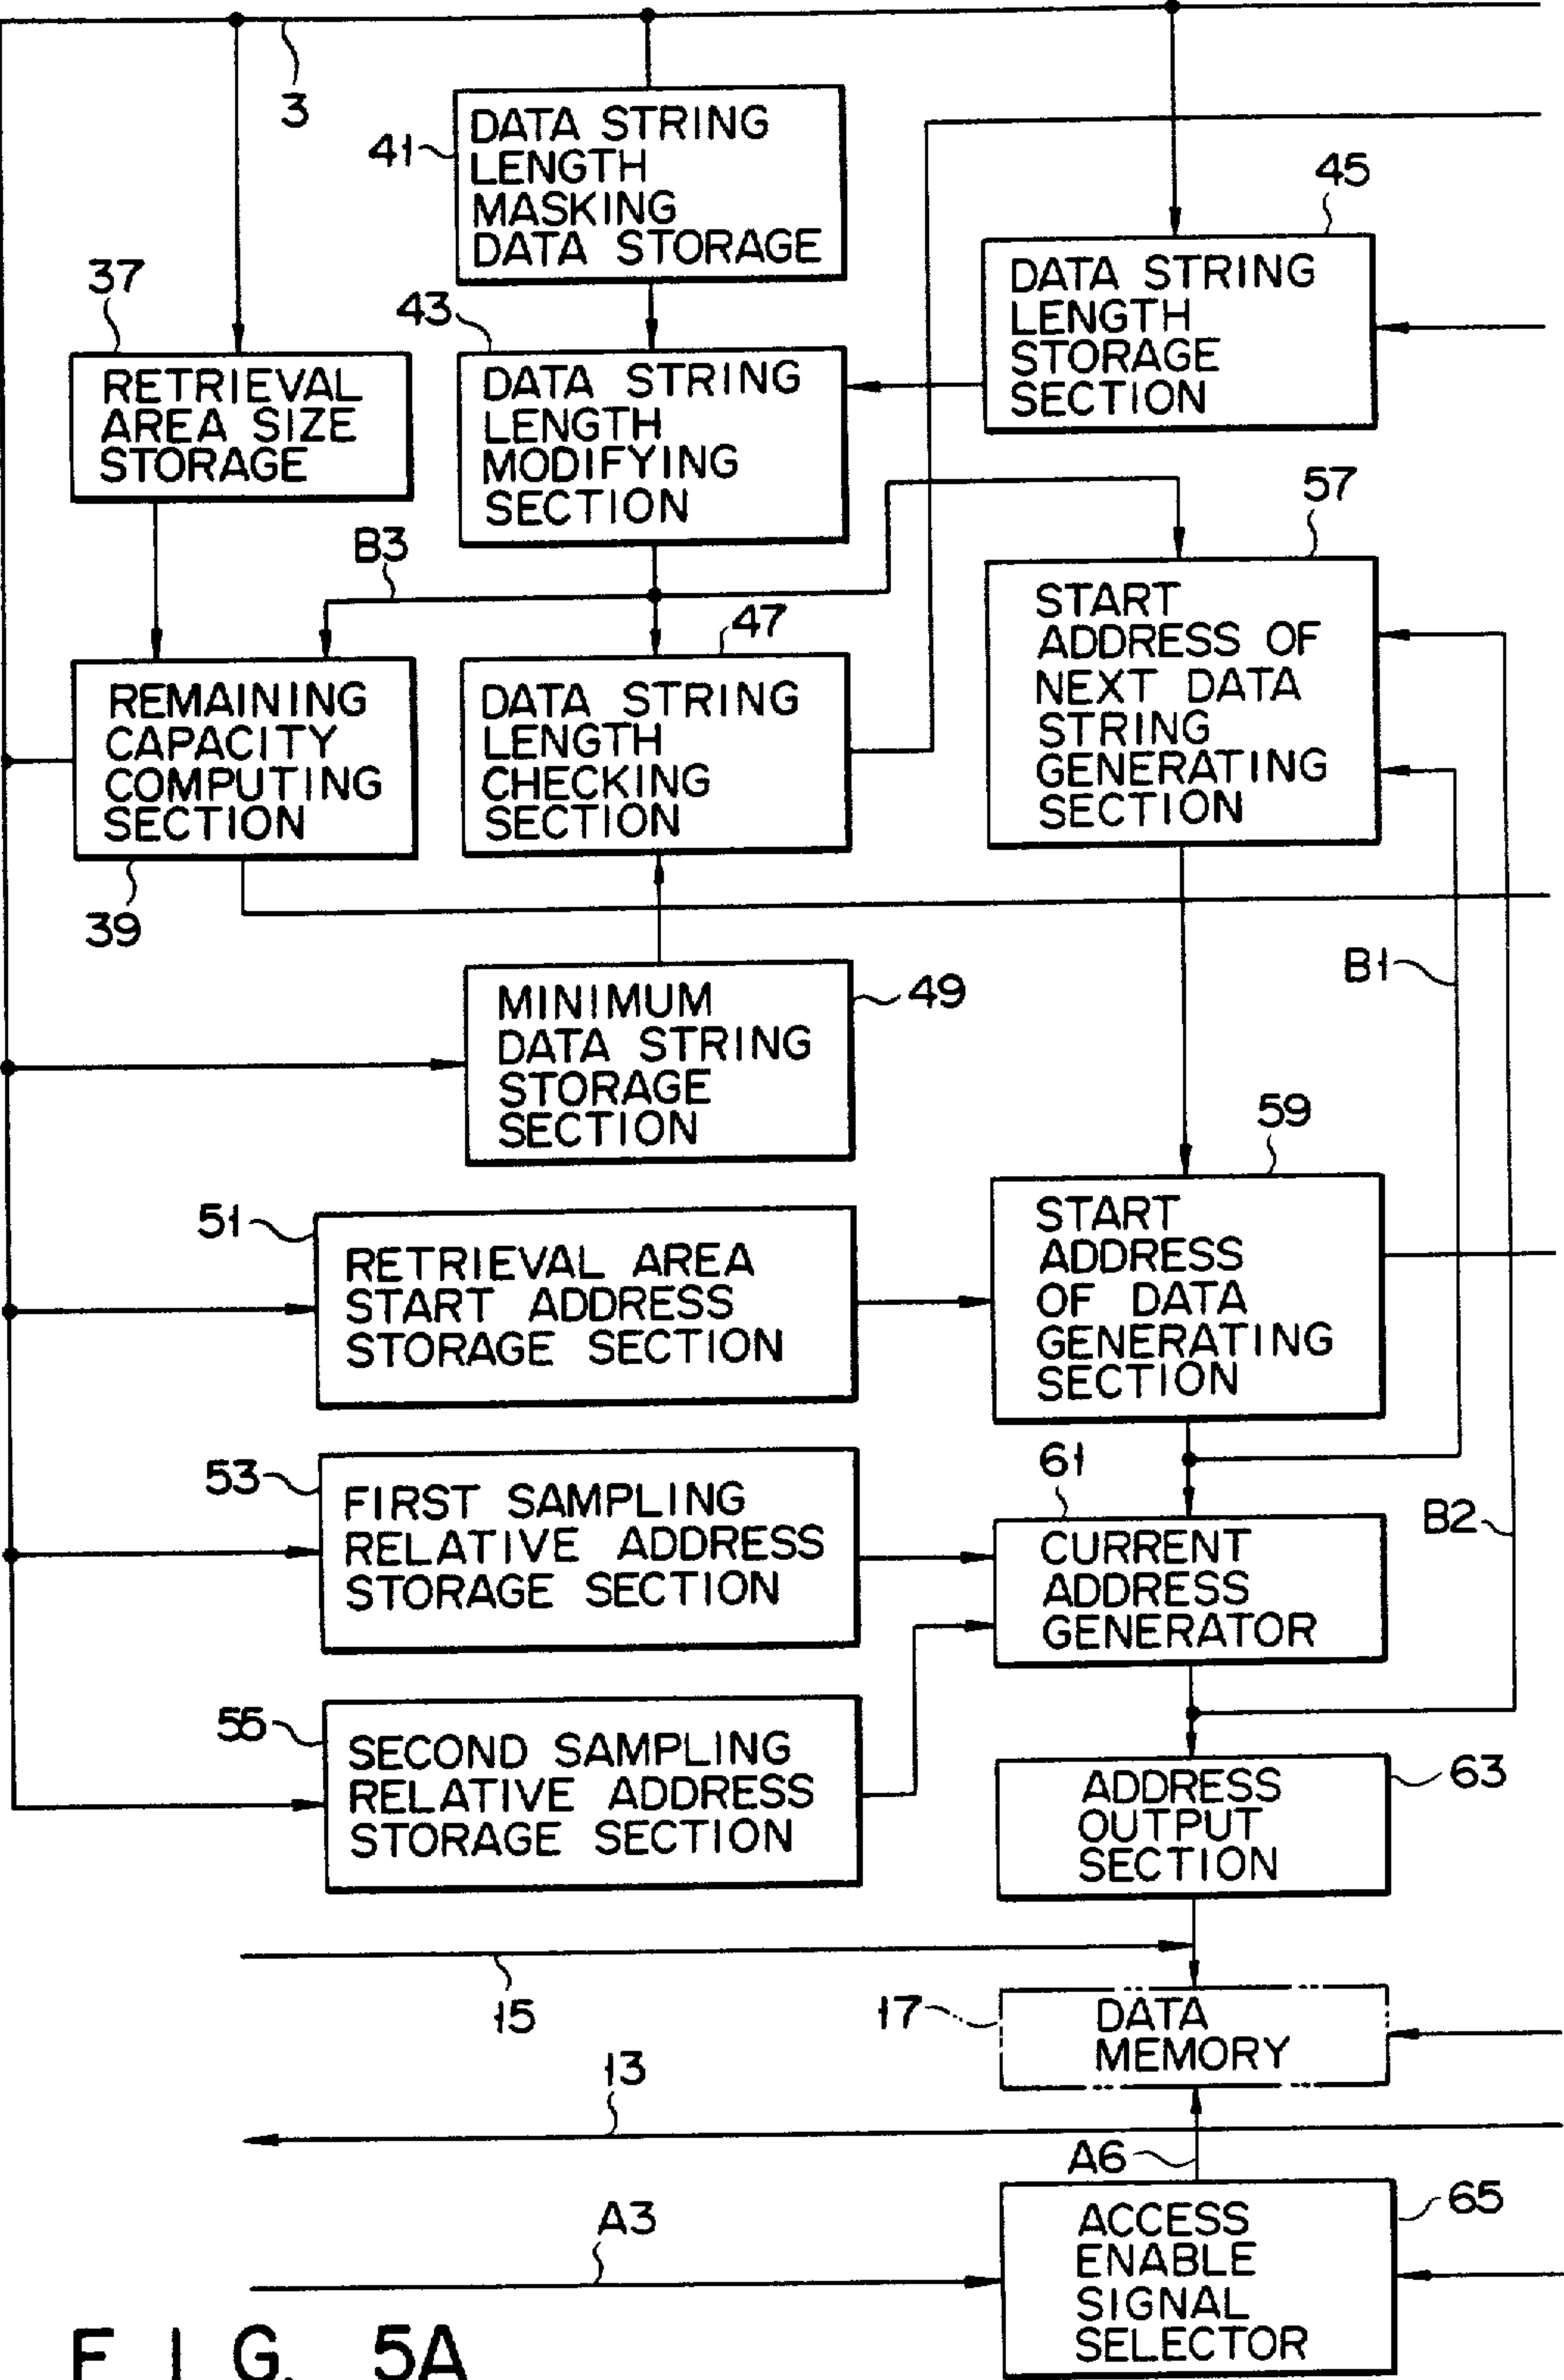 3
41
DATA STRING
LENGTH
MASKING
DATA STORAGE
45
DATA STRING
LENGTH
STORAGE
SECTION
37
RETRIEVAL
AREA SIZE
STORAGE
43
DATA STRING
LENGTH
MODIFYING
SECTION
B3
57
START
ADDRESS OF
NEXT DATA
STRING
GENERATING
SECTION
47
DATA STRING
LENGTH
CHECKING
SECTION
REMAINING
CAPACITY
COMPUTING
SECTION
39
B1
49
MINIMUM
DATA STRING
STORAGE
SECTION
59
START
ADDRESS
OF DATA
GENERATING
SECTION
51
RETRIEVAL AREA
START ADDRESS
STORAGE SECTION
53
FIRST SAMPLING
RELATIVE ADDRESS
STORAGE SECTION
61
CURRENT
ADDRESS
GENERATOR
B2
55
SECOND SAMPLING
RELATIVE ADDRESS
STORAGE SECTION
63
ADDRESS
OUTPUT
SECTION
15
17
DATA
MEMORY
13
A6
A3
65
ACCESS
ENABLE
SIGNAL
SELECTOR
FIG. 5A